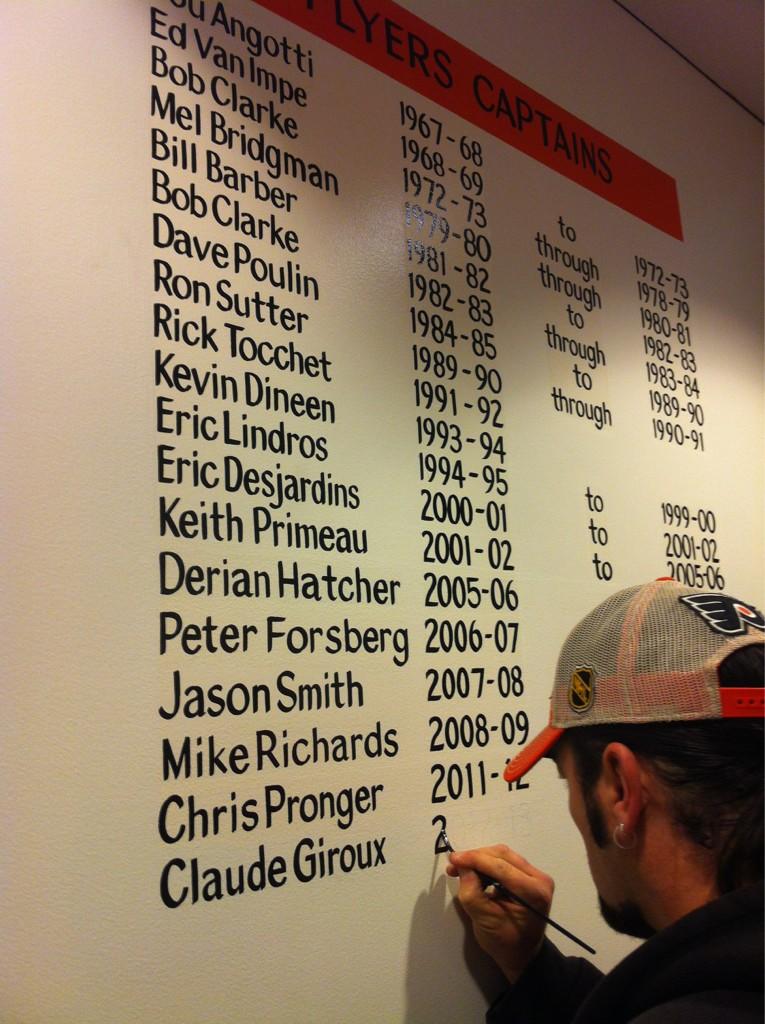 FLYERS CAPTAINS
ou Angotti 1967-68
Ed Van Impe 1968-69 to 1972-73
Bob Clarke 1972-73 through 1978-79
Mel Bridgman 1979-80 through 1980-81
Bill Barber 1981-82 to 1982-83
Bob Clarke 1982-83 through 1983-84
Dave Poulin 1984-85 to 1989-90
Ron Sutter 1989-90 through 1990-91
Rick Tocchet 1991-92
Kevin Dineen 1993-94
Eric Lindros 1994-95 to 1999-00
Eric Desjardins 2000-01 to 2001-02
Keith Primeau 2001-02 to 2005-06
Derian Hatcher 2005-06
Peter Forsberg 2006-07
Jason Smith 2007-08
Mike Richards 2008-09
Chris Pronger 2011-12
Claude Giroux 2